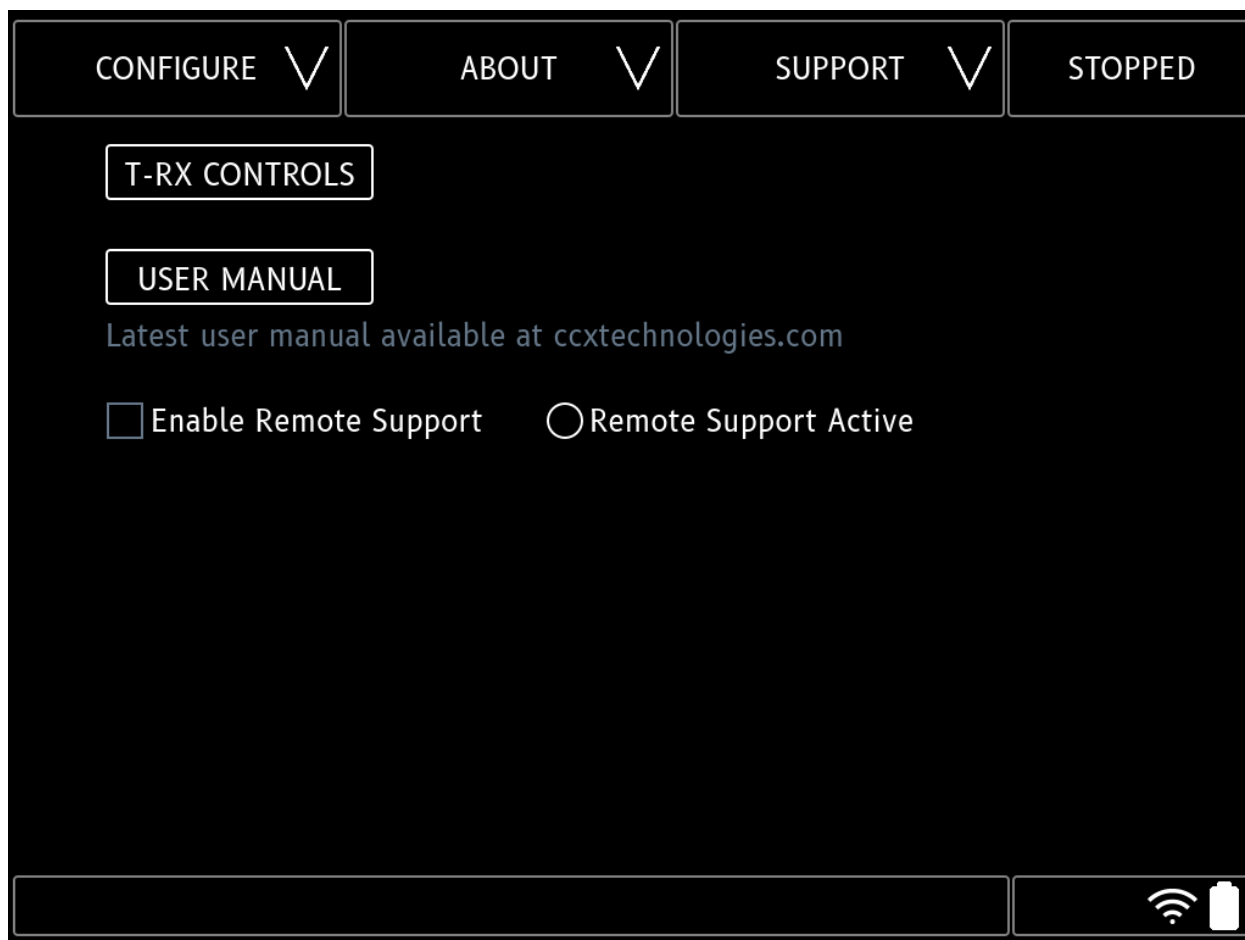 CONFIGURE ABOUT SUPPORT STOPPED
T-RX CONTROLS
USER MANUAL
Latest user manual available at ccxtechnologies.com
Enable Remote Support Remote Support Active